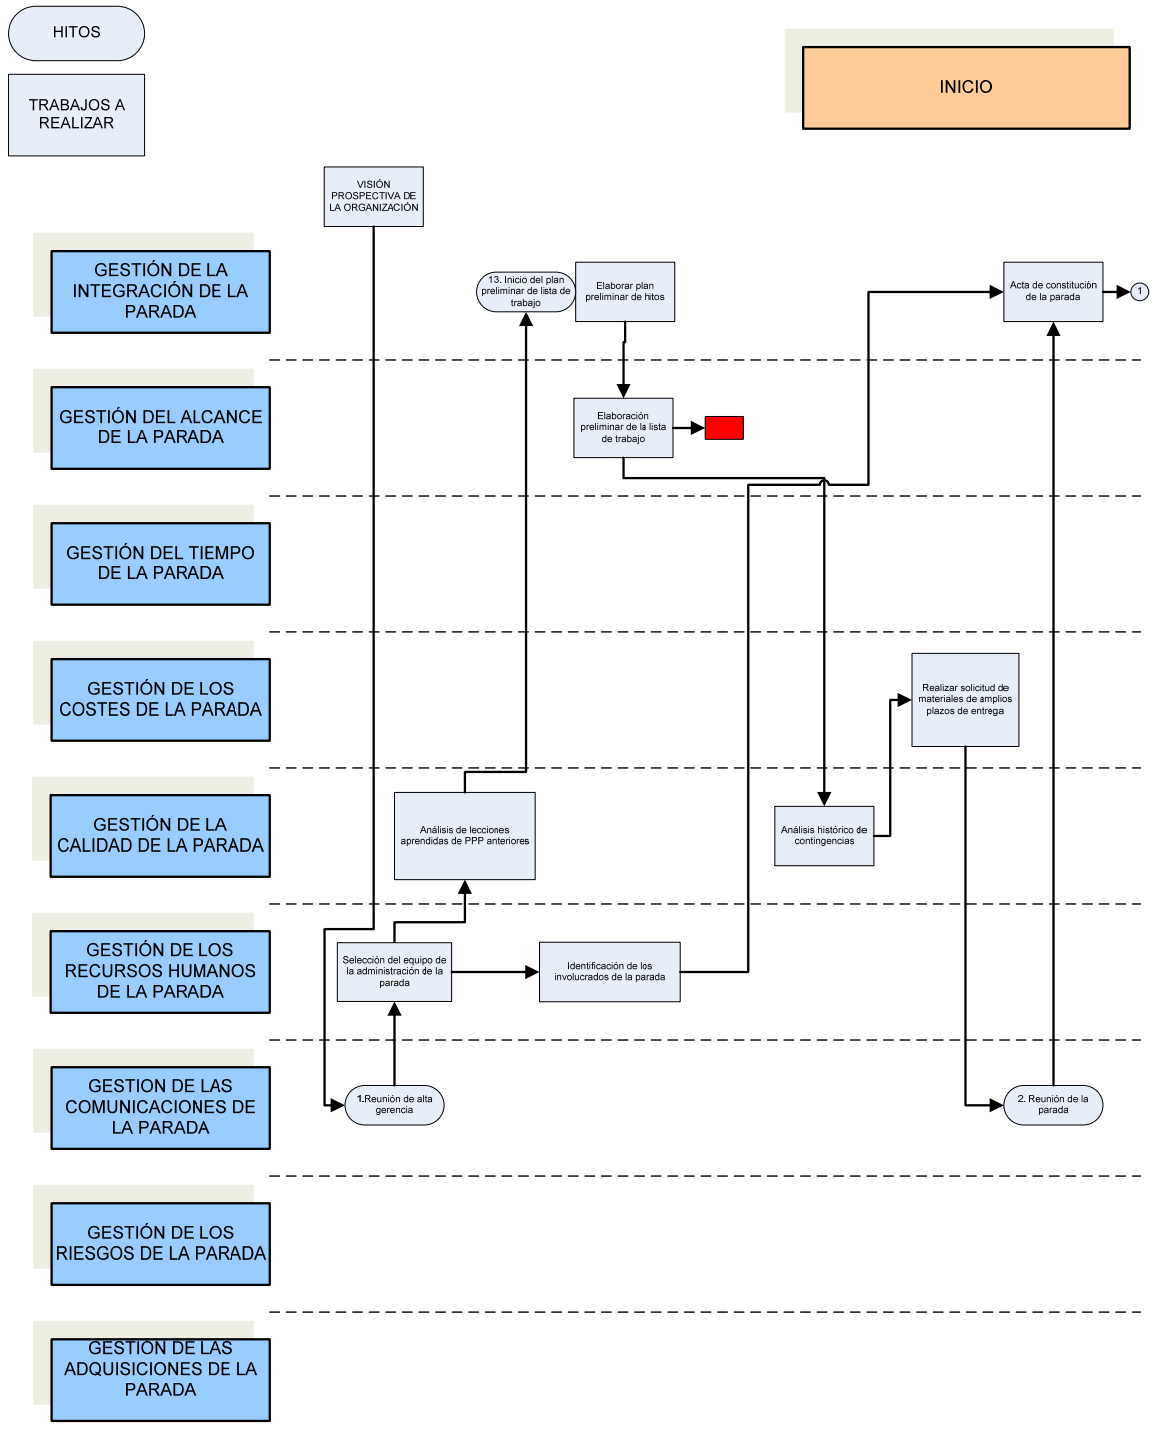 HITOS
TRABAJOS A
REALIZAR
INICIO
VISIÓN
PROSPECTIVA DE
LA ORGANIZACIÓN
GESTIÓN DE LA
INTEGRACIÓN DE LA
PARADA
13. Inicio del plan
preliminar de lista de
trabajo
Elaborar plan
preliminar de hitos
Acta de constitución
de la parada
1
GESTIÓN DEL ALCANCE
DE LA PARADA
Elaboración
preliminar de la lista
de trabajo
GESTIÓN DEL TIEMPO
DE LA PARADA
GESTIÓN DE LOS
COSTES DE LA PARADA
Realizar solicitud de
materiales de amplios
plazos de entrega
GESTIÓN DE LA
CALIDAD DE LA PARADA
Análisis de lecciones
aprendidas de PPP anteriores
Análisis histórico de
contingencias
GESTIÓN DE LOS
RECURSOS HUMANOS
DE LA PARADA
Selección del equipo de
la administración de la
parada
Identificación de los
involucrados de la parada
GESTION DE LAS
COMUNICACIONES DE
LA PARADA
1.Reunión de alta
gerencia
2. Reunión de la
parada
GESTIÓN DE LOS
RIESGOS DE LA PARADA
GESTIÓN DE LAS
ADQUISICIONES DE LA
PARADA